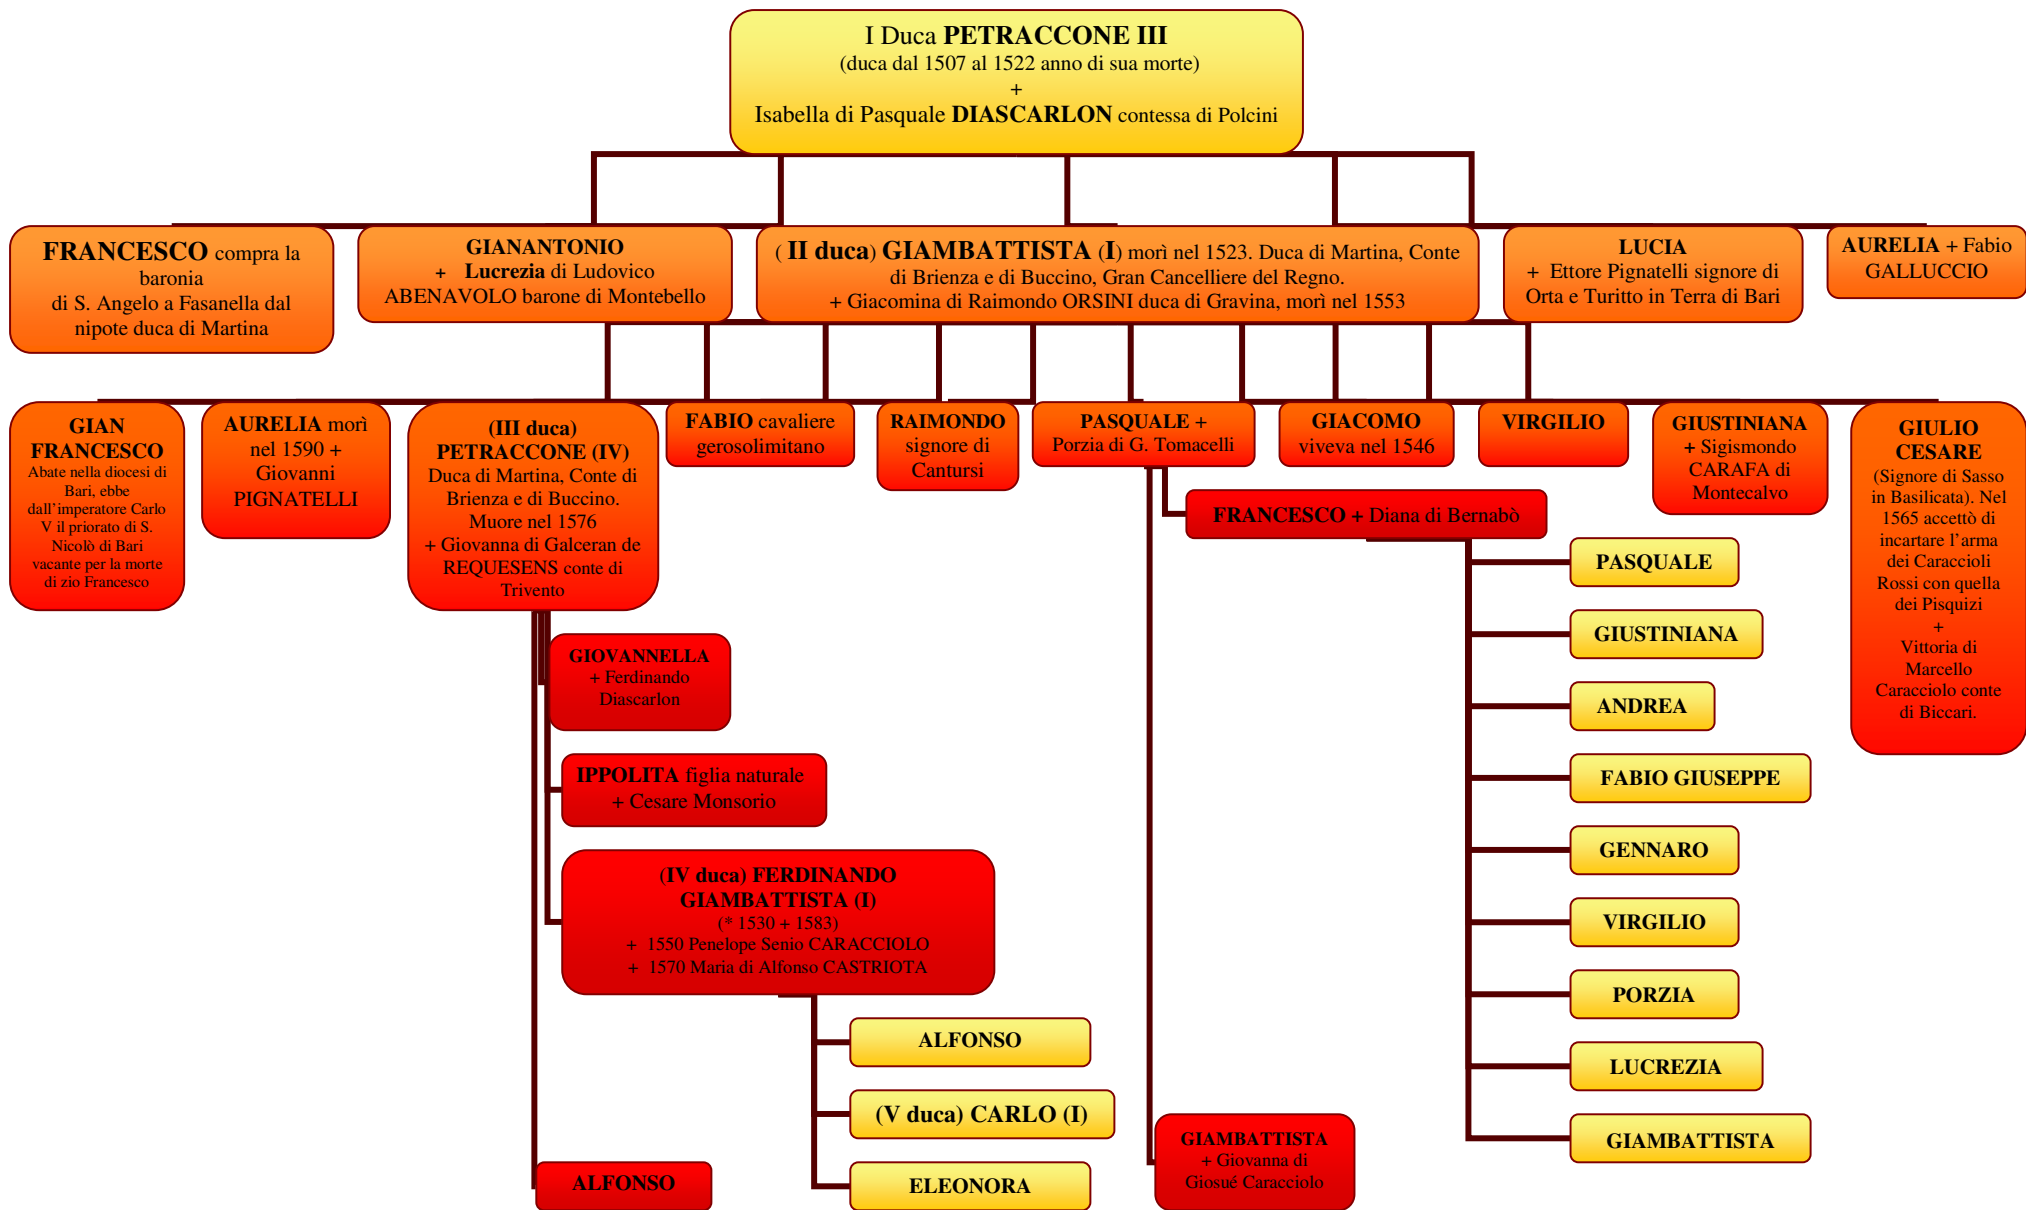 I Duca PETRACCONE III
(duca dal 1507 al 1522 anno di sua morte)
+
Isabella di Pasquale DIASCARLON contessa di Polcini
FRANCESCO compra la
baronia
di S. Angelo a Fasanella dal
nipote duca di Martina
GIANANTONIO
+ Lucrezia di Ludovico
ABENAVOLO barone di Montebello
( II duca) GIAMBATTISTA (I) morì nel 1523. Duca di Martina, Conte
di Brienza e di Buccino, Gran Cancelliere del Regno.
+ Giacomina di Raimondo ORSINI duca di Gravina, morì nel 1553
LUCIA
+ Ettore Pignatelli signore di
Orta e Turitto in Terra di Bari
AURELIA + Fabio
GALLUCCIO
GIAN
FRANCESCO
Abate nella diocesi di
Bari, ebbe
dall'imperatore Carlo
V il priorato di S.
Nicolò di Bari
vacante per la morte
di zio Francesco
AURELIA morì
nel 1590 +
Giovanni
PIGNATELLI
(III duca)
PETRACCONE (IV)
Duca di Martina, Conte di
Brienza e di Buccino.
Muore nel 1576
+ Giovanna di Galceran de
REQUESENS conte di
Trivento
FABIO cavaliere
gerosolimitano
RAIMONDO
signore di
Cantursi
PASQUALE +
Porzia di G. Tomacelli
GIACOMO
viveva nel 1546
VIRGILIO
GIUSTINIANA
+ Sigismondo
CARAFA di
Montecalvo
GIULIO
CESARE
(Signore di Sasso
in Basilicata). Nel
1565 accettò di
incartare l'arma
dei Caraccioli
Rossi con quella
dei Pisquizi
+
Vittoria di
Marcello
Caracciolo conte
di Biccari.
FRANCESCO + Diana di Bernabò
PASQUALE
GIUSTINIANA
ANDREA
FABIO GIUSEPPE
GENNARO
VIRGILIO
PORZIA
LUCREZIA
GIAMBATTISTA
GIOVANNELLA
+ Ferdinando
Diascarlon
IPPOLITA figlia naturale
+ Cesare Monsorio
(IV duca) FERDINANDO
GIAMBATTISTA (I)
(* 1530 + 1583)
+ 1550 Penelope Senio CARACCIOLO
+ 1570 Maria di Alfonso CASTRIOTA
ALFONSO
(V duca) CARLO (I)
ELEONORA
ALFONSO
GIAMBATTISTA
+ Giovanna di
Giosué Caracciolo